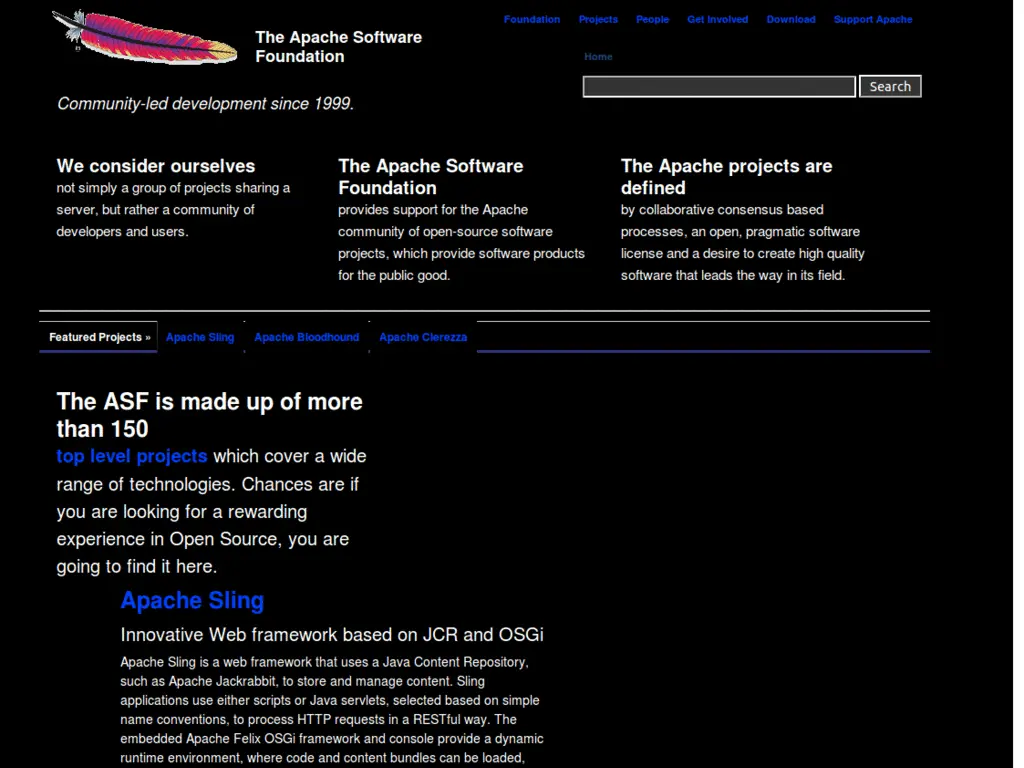 The Apache Software
Foundation
Foundation Projects People Get Involved Download Support Apache
Home
Search
Community-led development since 1999.
We consider ourselves
not simply a group of projects sharing a
server, but rather a community of
developers and users.
The Apache Software
Foundation
provides support for the Apache
community of open-source software
projects, which provide software products
for the public good.
The Apache projects are
defined
by collaborative consensus based
processes, an open, pragmatic software
license and a desire to create high quality
software that leads the way in its field.
Featured Projects » Apache Sling Apache Bloodhound Apache Clerezza
The ASF is made up of more
than 150
top level projects which cover a wide
range of technologies. Chances are if
you are looking for a rewarding
experience in Open Source, you are
going to find it here.
Apache Sling
Innovative Web framework based on JCR and OSGi
Apache Sling is a web framework that uses a Java Content Repository,
such as Apache Jackrabbit, to store and manage content. Sling
applications use either scripts or Java servlets, selected based on simple
name conventions, to process HTTP requests in a RESTful way. The
embedded Apache Felix OSGi framework and console provide a dynamic
runtime environment, where code and content bundles can be loaded,